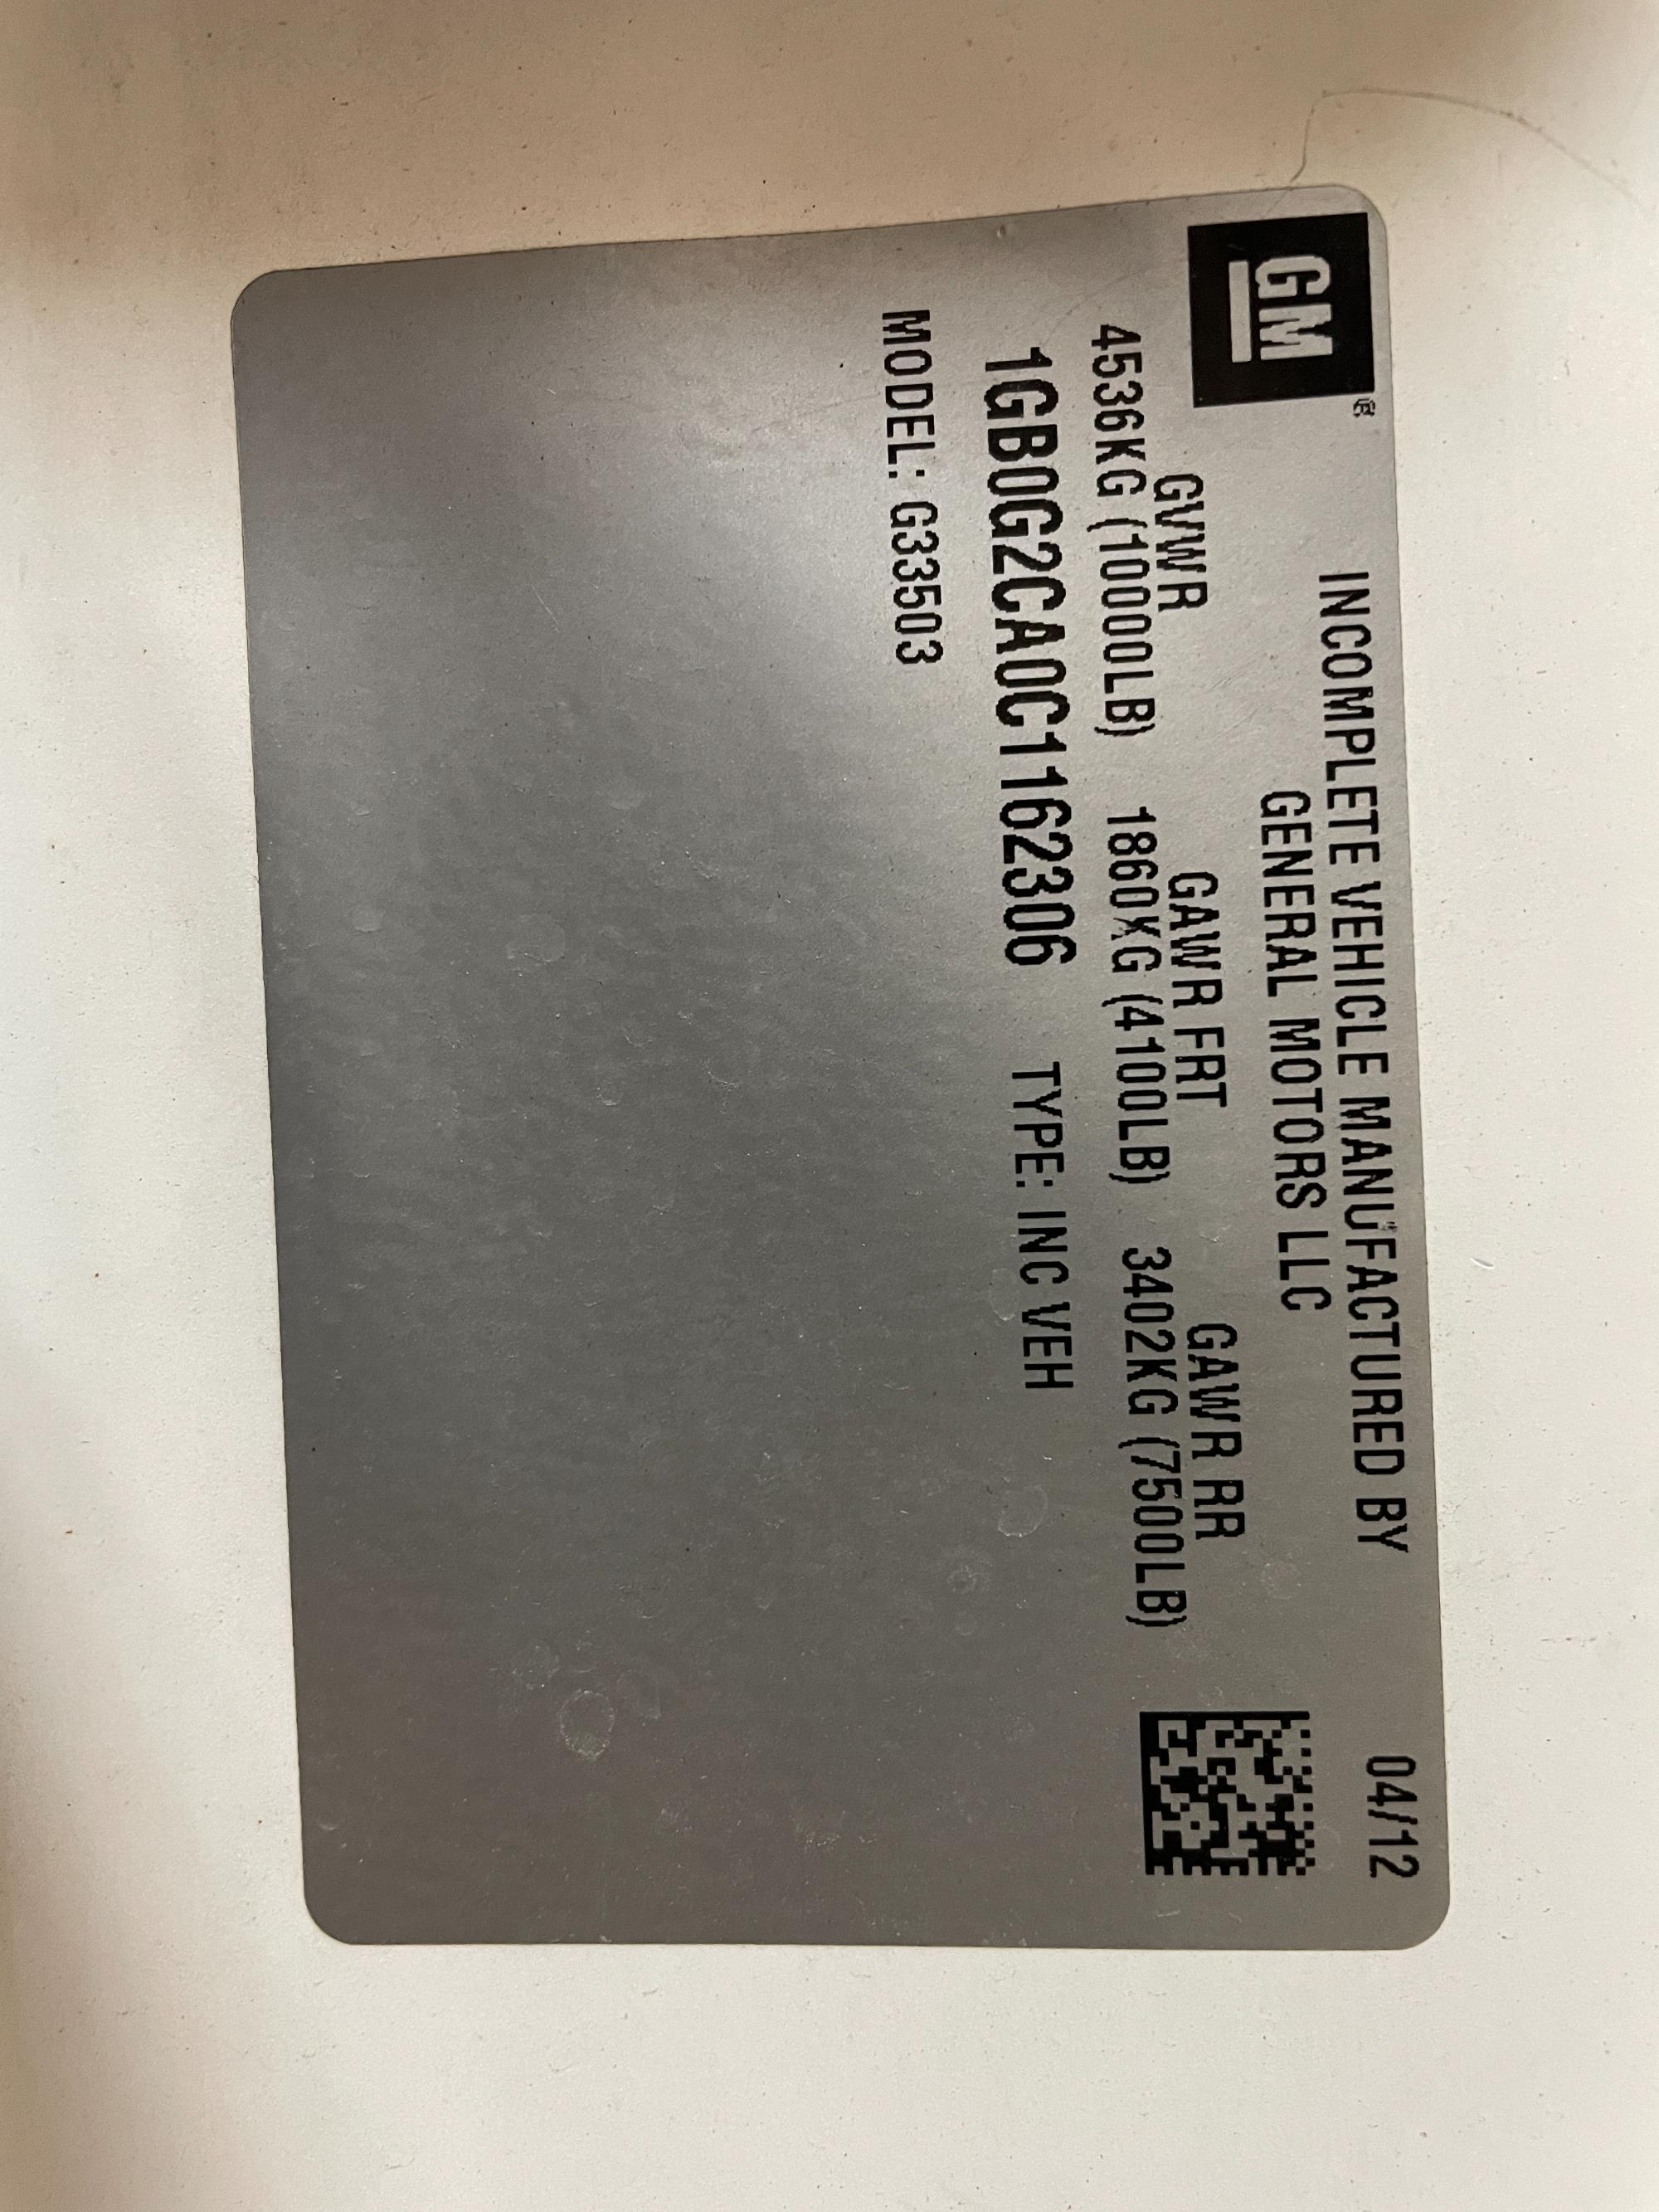 GM®
INCOMPLETE VEHICLE MANUFACTURED BY
04/12
GENERAL MOTORS LLC
GVWR GAWR FRT GAWR RR
4536KG (10000LB) 1860KG (4100LB) 3402KG (7500LB)
1GB0G2CA0C1162306 TYPE: INC VEH
MODEL: G33503